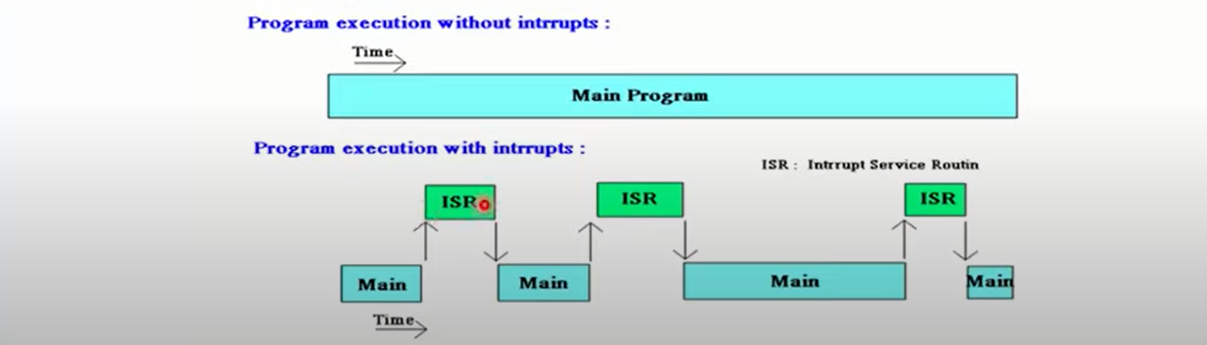 Program execution without intrrupts :
Time
Main Program
Program execution with intrrupts :
ISR : Intrrupt Service Routin
ISR
ISR
ISR
Main
Main
Main
Main
Time